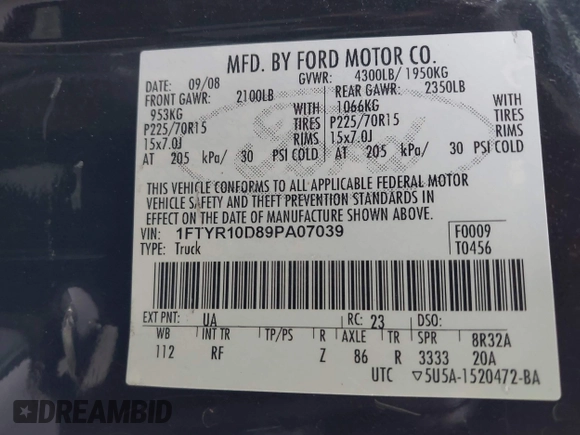 MFD. BY FORD MOTOR CO.
DATE: 09/08 GVWR: 4300LB/ 1950KG
FRONT GAWR: 2100LB REAR GAWR: 2350LB
953KG WITH 1066KG WITH
P225/70R15 TIRES P225/70R15 TIRES
15x7.0J RIMS 15x7.0J RIMS
AT 205 kPa/ 30 PSI COLD AT 205 kPa/ 30 PSI COLD
THIS VEHICLE CONFORMS TO ALL APPLICABLE FEDERAL MOTOR
VEHICLE SAFETY AND THEFT PREVENTION STANDARDS IN
EFFECT ON THE DATE OF MANUFACTURE SHOWN ABOVE.
VIN: 1FTYR10D89PA07039 F0009
TYPE: Truck T0456
EXT PNT: UA RC: 23 DSO:
WB INT TR TP/PS R AXLE TR SPR 8R32A
112 RF Z 86 R 3333 20A
UTC ▽5U5A-1520472-BA
Ford
DREAMBID